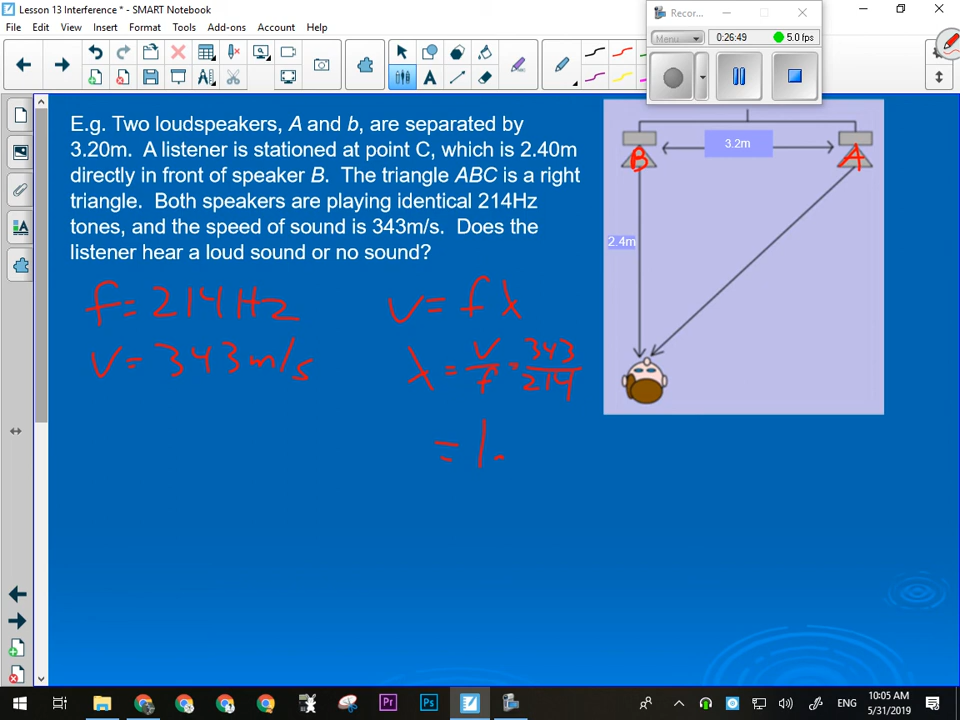 Lesson 13 Interference * - SMART Notebook
File Edit View Insert Format Tools Add-ons Account Help
Recor...
Menu
0:26:49
5.0 fps
E.g. Two loudspeakers, A and b, are separated by
3.20m. A listener is stationed at point C, which is 2.40m
directly in front of speaker B. The triangle ABC is a right
triangle. Both speakers are playing identical 214Hz
tones, and the speed of sound is 343m/s. Does the
listener hear a loud sound or no sound?
3.2m
B
A
2.4m
f = 214 Hz
v = 343 m/s
v = f λ
λ = v/f = 343/214
= 1.
A
A
Pr
Ps
ENG
10:05 AM
5/31/2019